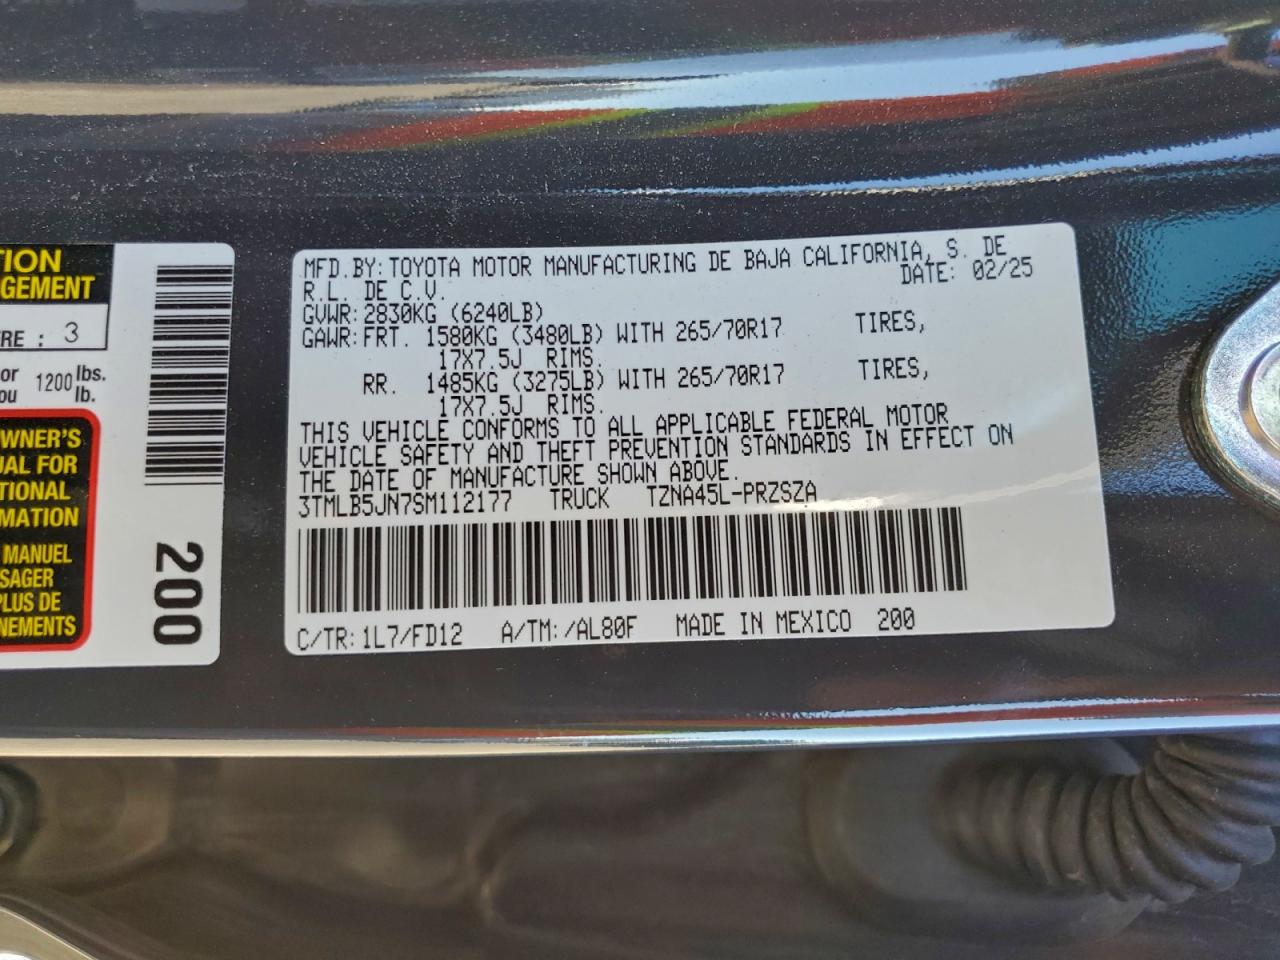 TION
GEMENT
ERE : 3
or
ou 1200 lbs.
lb.
WNER'S
UAL FOR
TIONAL
MATION
MANUEL
SAGER
PLUS DE
NEMENTS
200
MFD.BY: TOYOTA MOTOR MANUFACTURING DE BAJA CALIFORNIA, S. DE
R.L. DE C.V. DATE: 02/25
GVWR: 2830KG (6240LB)
GAWR: FRT. 1580KG (3480LB) WITH 265/70R17 TIRES,
17X7.5J RIMS.
RR. 1485KG (3275LB) WITH 265/70R17 TIRES,
17X7.5J RIMS.
THIS VEHICLE CONFORMS TO ALL APPLICABLE FEDERAL MOTOR
VEHICLE SAFETY AND THEFT PREVENTION STANDARDS IN EFFECT ON
THE DATE OF MANUFACTURE SHOWN ABOVE.
3TMLB5JN7SM112177 TRUCK TZNA45L-PRZSZA
C/TR: 1L7/FD12 A/TM: /AL80F MADE IN MEXICO 200